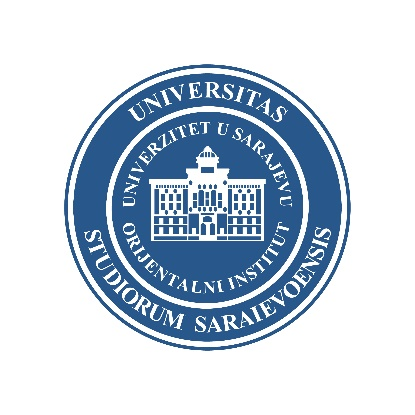 UNIVERSITAS
STUDIORUM SARAIEVOENSIS
UNIVERZITET U SARAJEVU
ORIJENTALNI INSTITUT